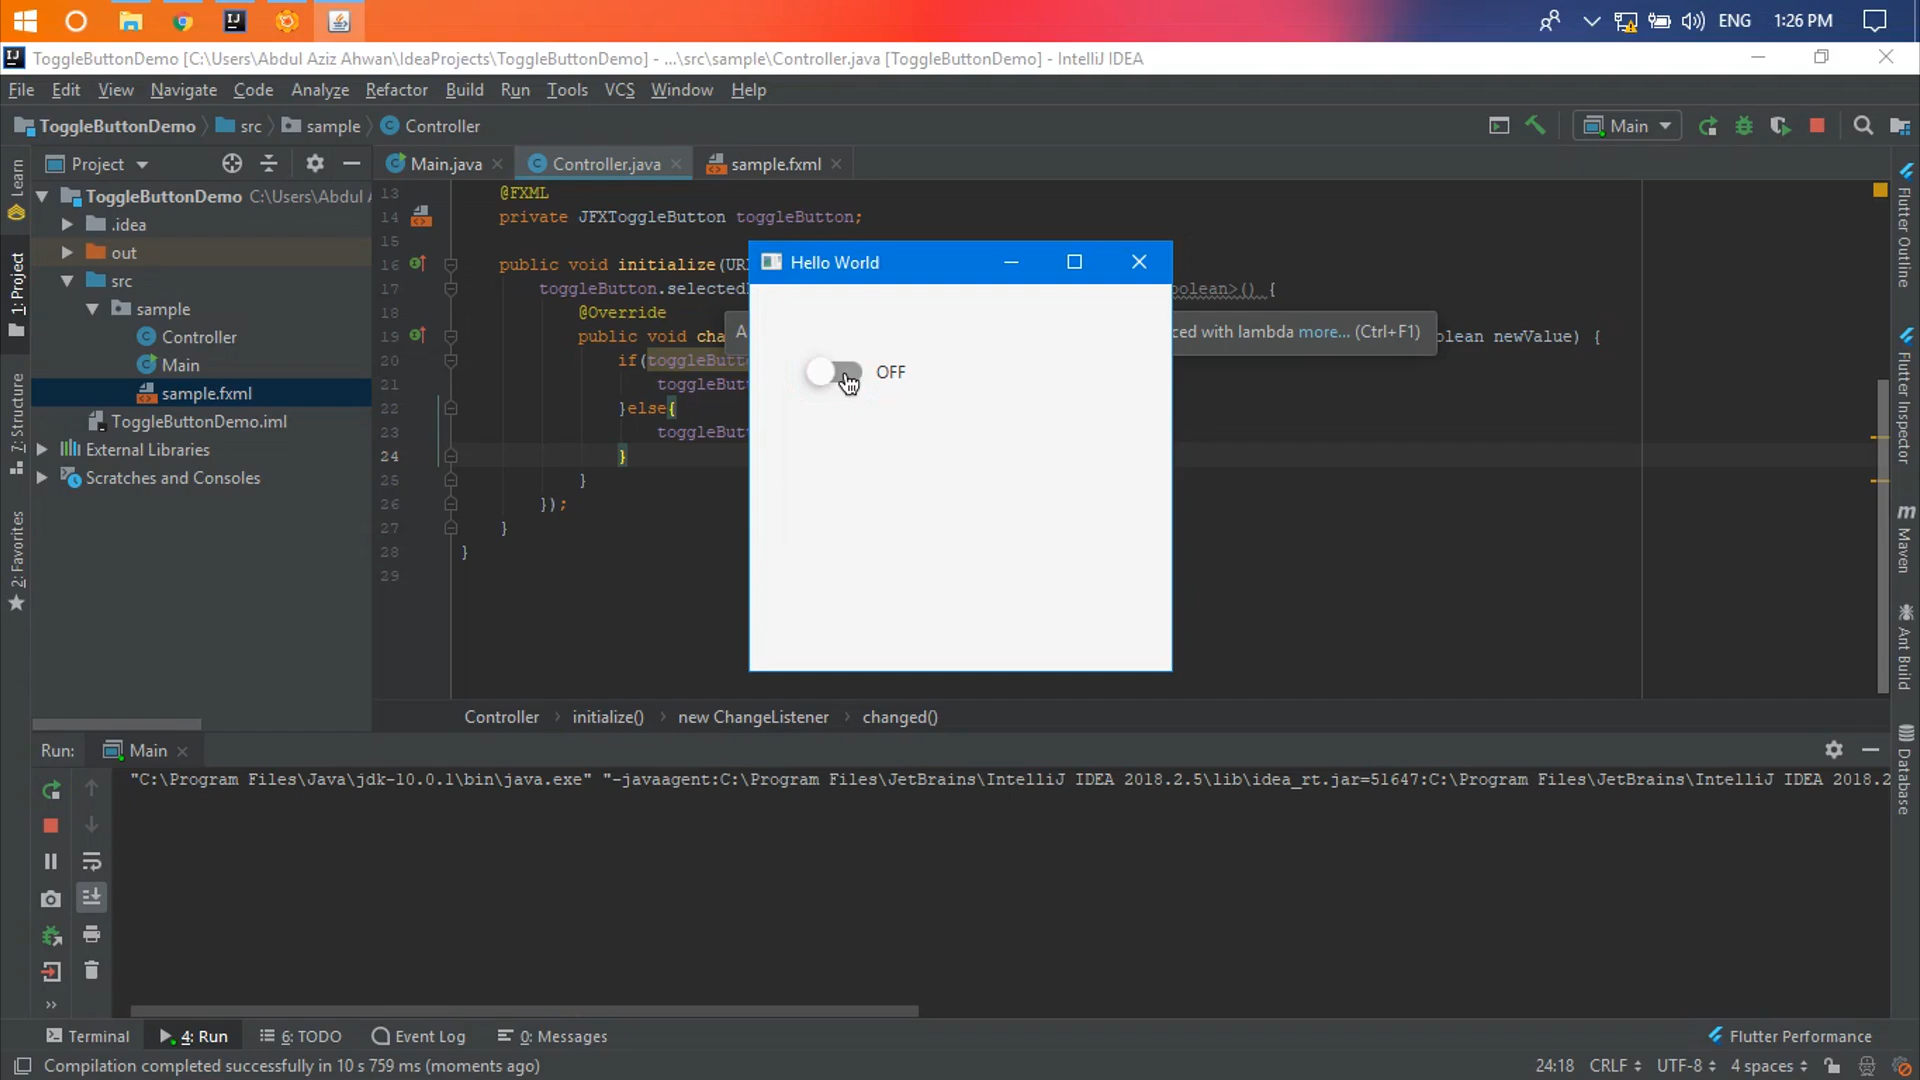 ENG
1:26 PM
ToggleButtonDemo [C:\Users\Abdul Aziz Ahwan\IdeaProjects\ToggleButtonDemo] - ...\src\sample\Controller.java [ToggleButtonDemo] - IntelliJ IDEA
File Edit View Navigate Code Analyze Refactor Build Run Tools VCS Window Help
ToggleButtonDemo src sample Controller
Main
Project
Main.java
Controller.java
sample.fxml
Learn
1: Project
7: Structure
2: Favorites
ToggleButtonDemo C:\Users\Abdul
.idea
out
src
sample
Controller
Main
sample.fxml
ToggleButtonDemo.iml
External Libraries
Scratches and Consoles
13 @FXML
14 private JFXToggleButton toggleButton;
15
16 public void initialize(
17 toggleButton.selected olean>() {
18 @Override
19 public void cha olean newValue) {
20 if(toggleButt
21 toggleBut
22 }else{
23 toggleBut
24 }
25 }
26 });
27 }
28 }
29
ced with lambda more... (Ctrl+F1)
Hello World
OFF
Controller initialize() new ChangeListener changed()
Flutter Outline
Flutter Inspector
Maven
Ant Build
Database
Run: Main
"C:\Program Files\Java\jdk-10.0.1\bin\java.exe" "-javaagent:C:\Program Files\JetBrains\IntelliJ IDEA 2018.2.5\lib\idea_rt.jar=51647:C:\Program Files\JetBrains\IntelliJ IDEA 2018.2
Terminal 4: Run 6: TODO Event Log 0: Messages Flutter Performance
Compilation completed successfully in 10 s 759 ms (moments ago) 24:18 CRLF UTF-8 4 spaces